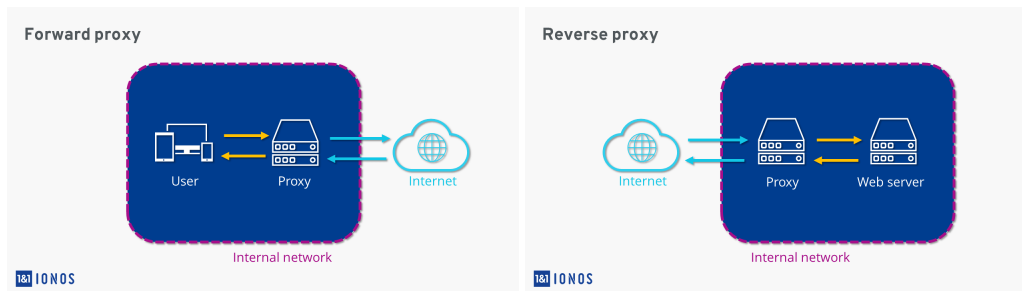 Forward proxy
User
Proxy
Internet
Internal network
1&1 IONOS
Reverse proxy
Internet
Proxy
Web server
Internal network
1&1 IONOS